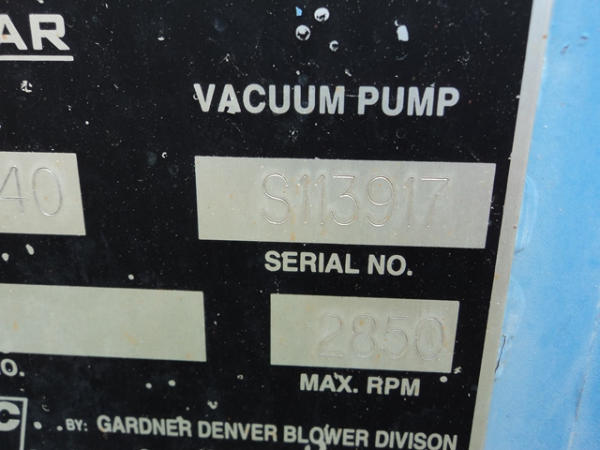 AR
VACUUM PUMP
40
S113917
SERIAL NO.
2850
O.
MAX. RPM
C
BY: GARDNER DENVER BLOWER DIVISON